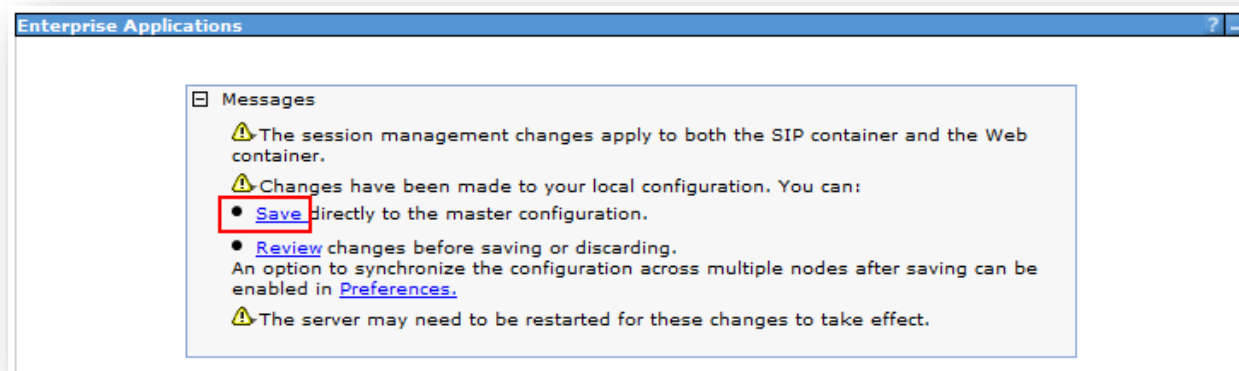 Enterprise Applications ? -
Messages
The session management changes apply to both the SIP container and the Web
container.
Changes have been made to your local configuration. You can:
Save directly to the master configuration.
Review changes before saving or discarding.
An option to synchronize the configuration across multiple nodes after saving can be
enabled in Preferences.
The server may need to be restarted for these changes to take effect.